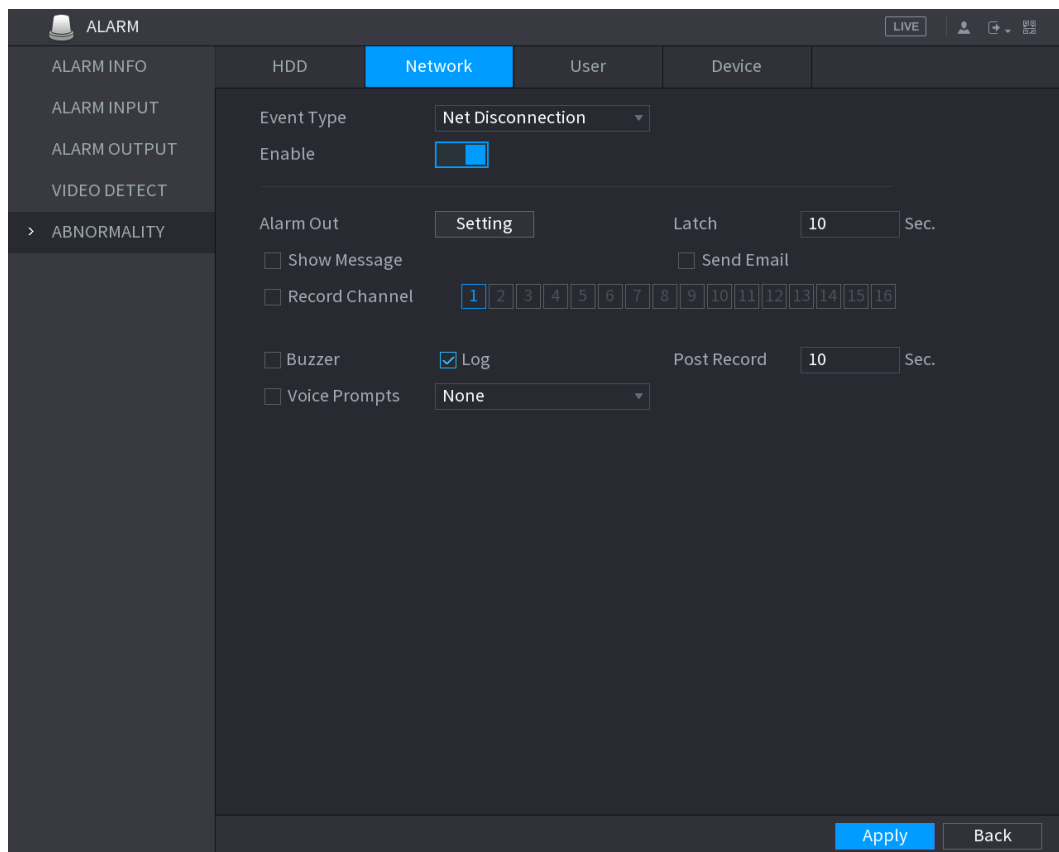 ALARM
LIVE
ALARM INFO
ALARM INPUT
ALARM OUTPUT
VIDEO DETECT
ABNORMALITY
HDD Network User Device
Event Type Net Disconnection
Enable
Alarm Out Setting Latch 10 Sec.
Show Message Send Email
Record Channel 1 2 3 4 5 6 7 8 9 10 11 12 13 14 15 16
Buzzer Log Post Record 10 Sec.
Voice Prompts None
Apply Back